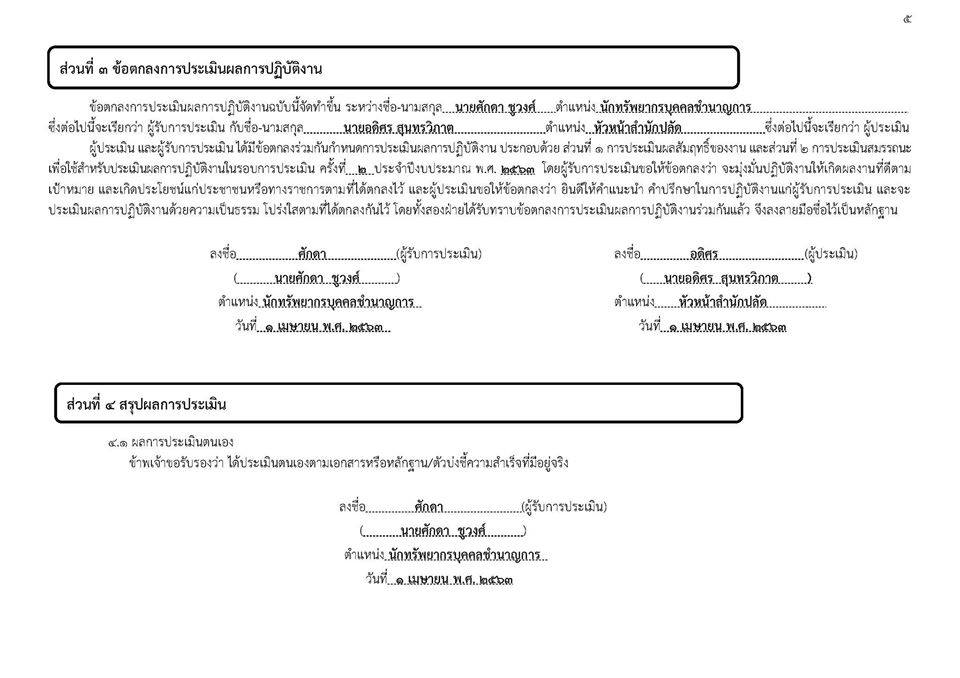 ๕
ส่วนที่ ๓ ข้อตกลงการประเมินผลการปฏิบัติงาน
ข้อตกลงการประเมินผลการปฏิบัติงานฉบับนี้จัดทำขึ้น ระหว่างชื่อ-นามสกุล....นายศักดา ชูวงศ์......ตำแหน่ง นักทรัพยากรบุคคลชำนาญการ
ซึ่งต่อไปนี้จะเรียกว่า ผู้รับการประเมิน กับชื่อ-นามสกุล...........นายอดิศร สุนทรวิภาต.........................ตำแหน่ง..หัวหน้าสำนักปลัด.......................ซึ่งต่อไปนี้จะเรียกว่า ผู้ประเมิน
ผู้ประเมิน และผู้รับการประเมิน ได้มีข้อตกลงร่วมกันกำหนดการประเมินผลการปฏิบัติงาน ประกอบด้วย ส่วนที่ ๑ การประเมินผลสัมฤทธิ์ของงาน และส่วนที่ ๒ การประเมินสมรรถนะ
เพื่อใช้สำหรับประเมินผลการปฏิบัติงานในรอบการประเมิน ครั้งที่...๒..ประจำปีงบประมาณ พ.ศ. ๒๕๖๓ โดยผู้รับการประเมินขอให้ข้อตกลงว่า จะมุ่งมั่นปฏิบัติงานให้เกิดผลงานที่ดีตาม
เป้าหมาย และเกิดประโยชน์แก่ประชาชนหรือทางราชการตามที่ได้ตกลงไว้ และผู้ประเมินขอให้ข้อตกลงว่า ยินดีให้คำแนะนำ คำปรึกษาในการปฏิบัติงานแก่ผู้รับการประเมิน และจะ
ประเมินผลการปฏิบัติงานด้วยความเป็นธรรม โปร่งใสตามที่ได้ตกลงกันไว้ โดยทั้งสองฝ่ายได้รับทราบข้อตกลงการประเมินผลการปฏิบัติงานร่วมกันแล้ว จึงลงลายมือชื่อไว้เป็นหลักฐาน
ลงชื่อ.................ศักดา....................(ผู้รับการประเมิน) ลงชื่อ.............อดิศร......................(ผู้ประเมิน)
(...........นายศักดา ชูวงศ์...........) (......นายอดิศร สุนทรวิภาต........)
ตำแหน่ง นักทรัพยากรบุคคลชำนาญการ.. ตำแหน่ง.......หัวหน้าสำนักปลัด.................
วันที่...๑ เมษายน พ.ศ. ๒๕๖๓.. วันที่...๑ เมษายน พ.ศ. ๒๕๖๓
ส่วนที่ ๔ สรุปผลการประเมิน
๔.๑ ผลการประเมินตนเอง
ข้าพเจ้าขอรับรองว่า ได้ประเมินตนเองตามเอกสารหรือหลักฐาน/ตัวบ่งชี้ความสำเร็จที่มีอยู่จริง
ลงชื่อ..............ศักดา......................(ผู้รับการประเมิน)
(...........นายศักดา ชูวงศ์...........)
ตำแหน่ง นักทรัพยากรบุคคลชำนาญการ..
วันที่...๑ เมษายน พ.ศ. ๒๕๖๓